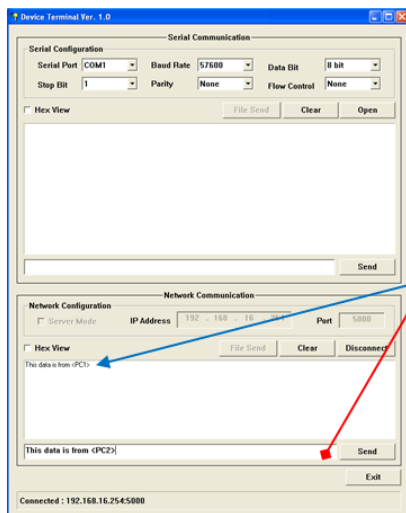 Device Terminal Ver. 1.0
Serial Communication
Serial Configuration
Serial Port COM1 Baud Rate 57600 Data Bit 8 bit
Stop Bit 1 Parity None Flow Control None
Hex View File Send Clear Open
Send
Network Communication
Network Configuration
Server Mode IP Address 192 . 168 . 16 . 254 Port 5000
Hex View File Send Clear Disconnect
This data is from <PC1>
This data is from <PC2> Send
Exit
Connected : 192.168.16.254:5000